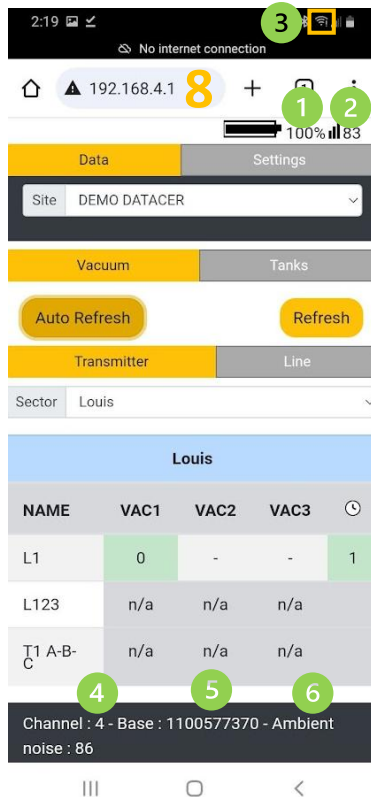 2:19
3
No internet connection
192.168.4.1
8
1
1
2
100%
83
Data
Settings
Site
DEMO DATACER
Vacuum
Tanks
Auto Refresh
Refresh
Transmitter
Line
Sector
Louis
Louis
NAME VAC1 VAC2 VAC3
L1 0 - - 1
L123 n/a n/a n/a
T1 A-B-
C n/a n/a n/a
4
5
6
Channel : 4 - Base : 1100577370 - Ambient
noise : 86